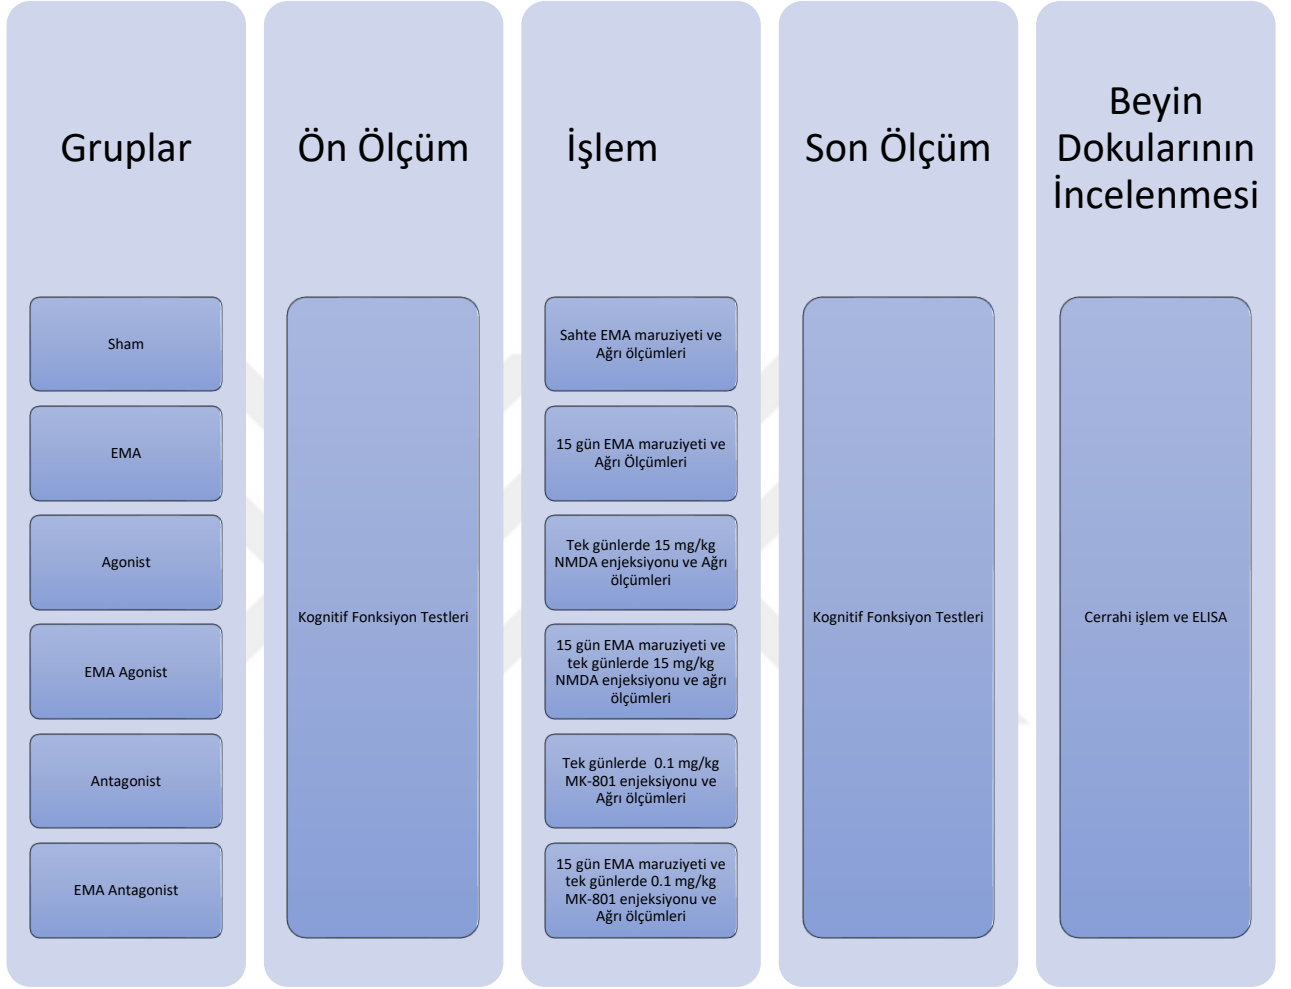 Gruplar
Sham
EMA
Agonist
EMA Agonist
Antagonist
EMA Antagonist
Ön Ölçüm
Kognitif Fonksiyon Testleri
İşlem
Sahte EMA maruziyeti ve
Ağrı ölçümleri
15 gün EMA maruziyeti ve
Ağrı Ölçümleri
Tek günlerde 15 mg/kg
NMDA enjeksiyonu ve Ağrı
ölçümleri
15 gün EMA maruziyeti ve
tek günlerde 15 mg/kg
NMDA enjeksiyonu ve ağrı
ölçümleri
Tek günlerde  0.1 mg/kg
MK-801 enjeksiyonu ve
Ağrı ölçümleri
15 gün EMA maruziyeti ve
tek günlerde 0.1 mg/kg
MK-801 enjeksiyonu ve
Ağrı ölçümleri
Son Ölçüm
Kognitif Fonksiyon Testleri
Beyin
Dokularının
İncelenmesi
Cerrahi işlem ve ELISA